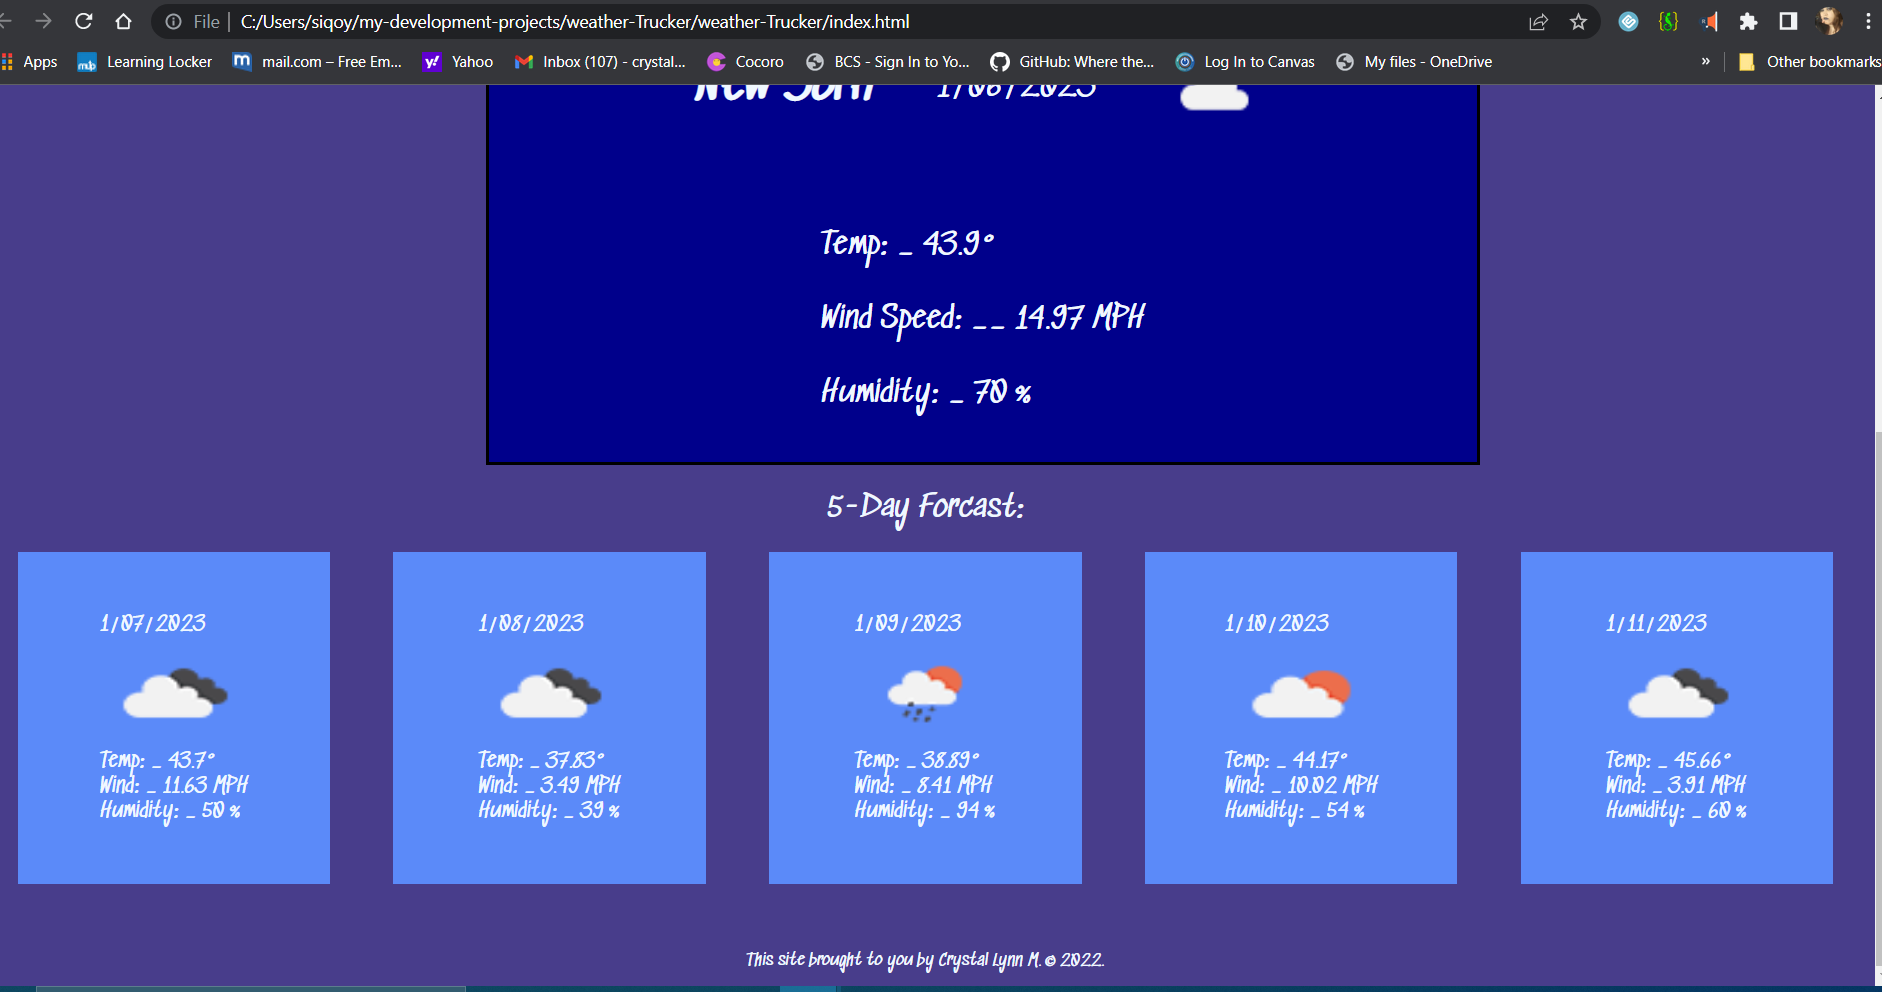 File | C:/Users/siqoy/my-development-projects/weather-Trucker/weather-Trucker/index.html
Apps Learning Locker mail.com – Free Em... Yahoo Inbox (107) - crystal... Cocoro BCS - Sign In to Yo... GitHub: Where the... Log In to Canvas My files - OneDrive » Other bookmarks
New York 1/06/2023
Temp: _ 43.9°
Wind Speed: _ _ 14.97 MPH
Humidity: _ 70 %
5-Day Forcast:
1/07/2023 1/08/2023 1/09/2023 1/10/2023 1/11/2023
Temp: _ 43.7° Temp: _ 37.83° Temp: _ 38.89° Temp: _ 44.17° Temp: _ 45.66°
Wind: _ 11.63 MPH Wind: _ 3.49 MPH Wind: _ 8.41 MPH Wind: _ 10.02 MPH Wind: _ 3.91 MPH
Humidity: _ 50 % Humidity: _ 39 % Humidity: _ 94 % Humidity: _ 54 % Humidity: _ 60 %
This site brought to you by Crystal Lynn M. © 2022.